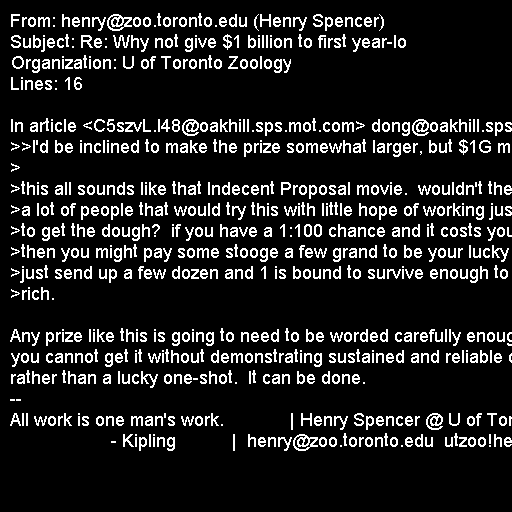 From: henry@zoo.toronto.edu (Henry Spencer)
Subject: Re: Why not give $1 billion to first year-lo
Organization: U of Toronto Zoology
Lines: 16

In article <C5szvL.I48@oakhill.sps.mot.com> dong@oakhill.sps
>>I'd be inclined to make the prize somewhat larger, but $1G m
>
>this all sounds like that Indecent Proposal movie.  wouldn't the
>a lot of people that would try this with little hope of working jus
>to get the dough?  if you have a 1:100 chance and it costs you
>then you might pay some stooge a few grand to be your lucky
>just send up a few dozen and 1 is bound to survive enough to
>rich.

Any prize like this is going to need to be worded carefully enoug
you cannot get it without demonstrating sustained and reliable c
rather than a lucky one-shot.  It can be done.
--
All work is one man's work.             | Henry Spencer @ U of Tor
                    - Kipling           |  henry@zoo.toronto.edu  utzoo!he